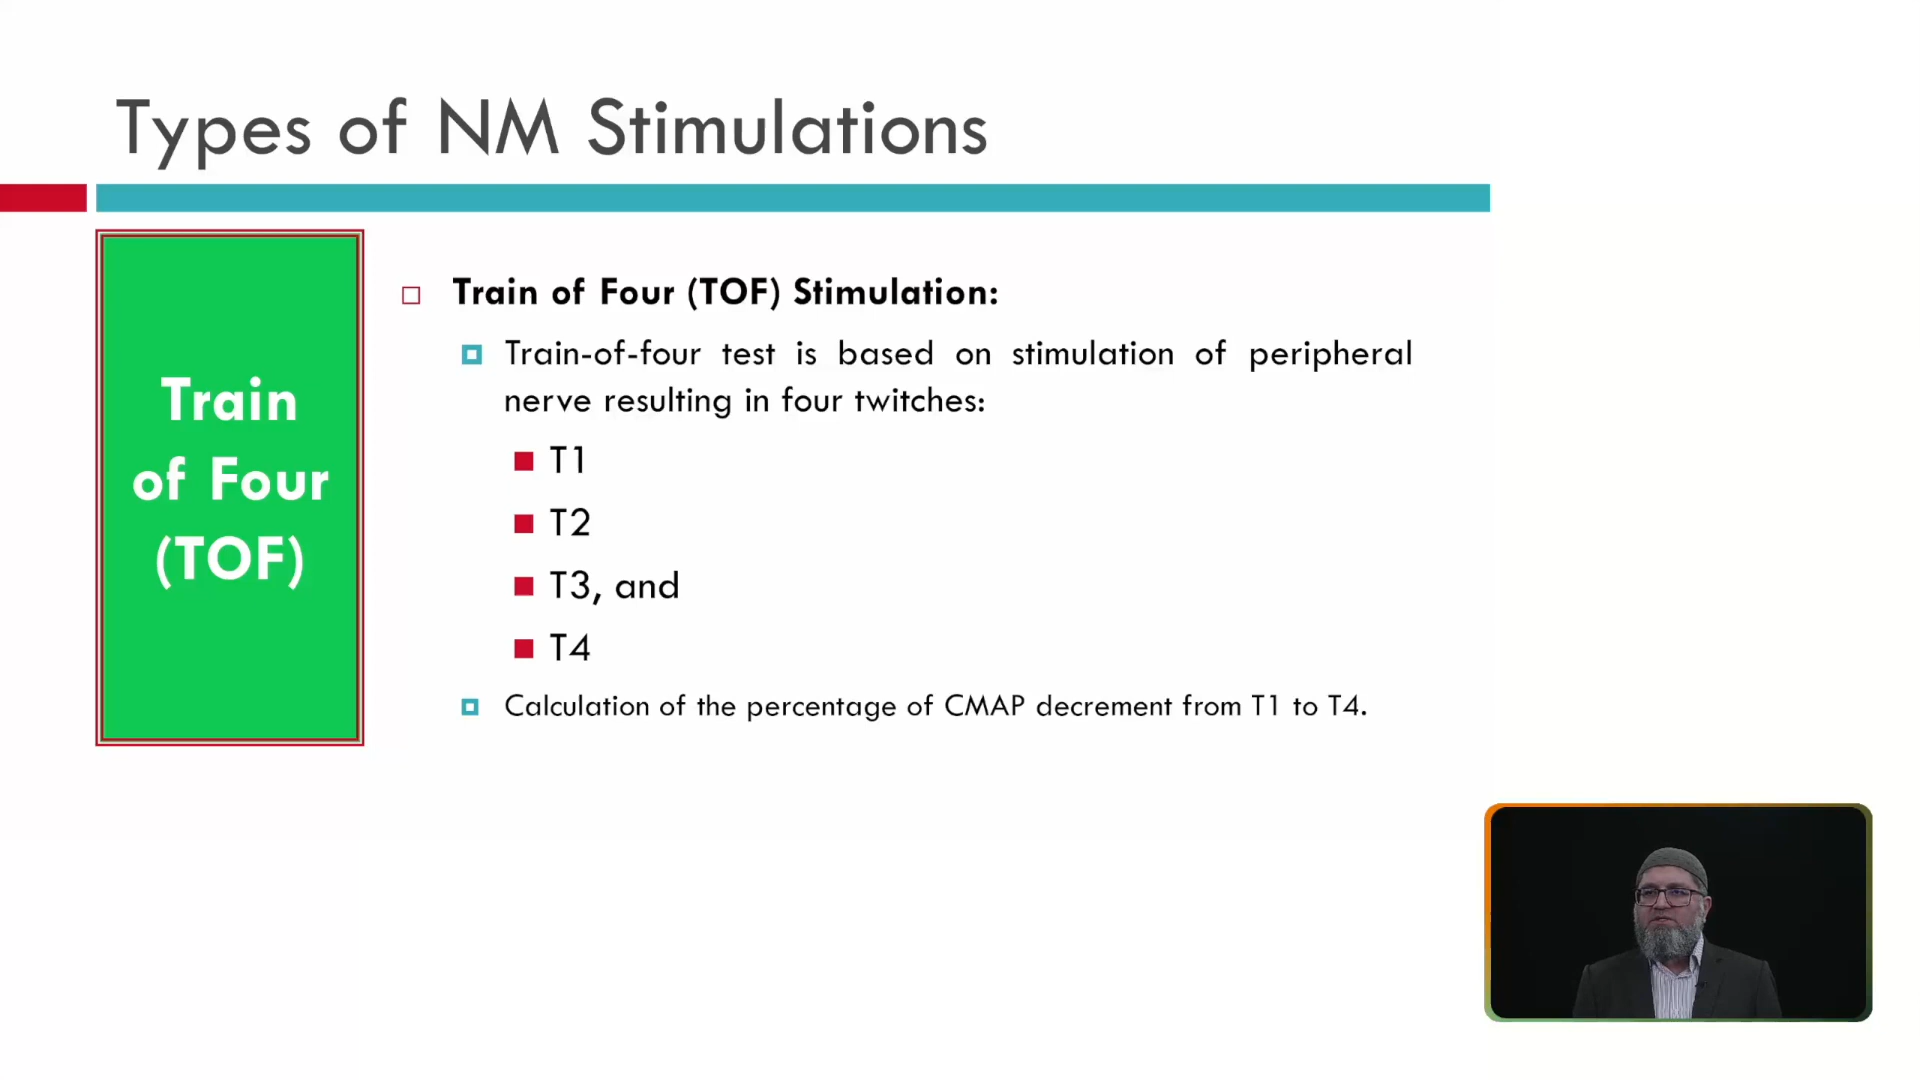 Types of NM Stimulations
Train
of Four
(TOF)
Train of Four (TOF) Stimulation:
Train-of-four test is based on stimulation of peripheral
nerve resulting in four twitches:
T1
T2
T3, and
T4
Calculation of the percentage of CMAP decrement from T1 to T4.